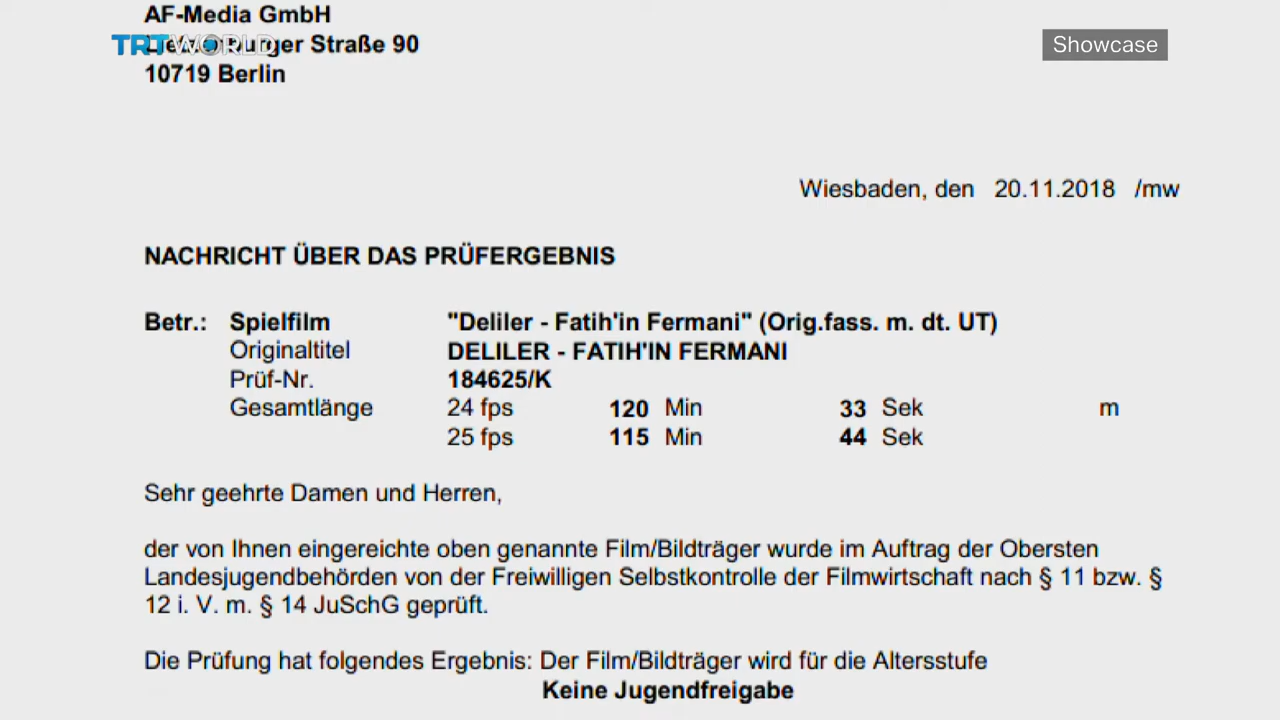 AF-Media GmbH
TRT WORLD
Straße 90
Showcase
10719 Berlin
Wiesbaden, den 20.11.2018 /mw
NACHRICHT ÜBER DAS PRÜFERGEBNIS
Betr.: Spielfilm "Deliler - Fatih'in Fermani" (Orig.fass. m. dt. UT)
Originaltitel DELILER - FATIH'IN FERMANI
Prüf-Nr. 184625/K
Gesamtlänge 24 fps 120 Min 33 Sek m
25 fps 115 Min 44 Sek
Sehr geehrte Damen und Herren,
der von Ihnen eingereichte oben genannte Film/Bildträger wurde im Auftrag der Obersten
Landesjugendbehörden von der Freiwilligen Selbstkontrolle der Filmwirtschaft nach § 11 bzw. §
12 i. V. m. § 14 JuSchG geprüft.
Die Prüfung hat folgendes Ergebnis: Der Film/Bildträger wird für die Altersstufe
Keine Jugendfreigabe